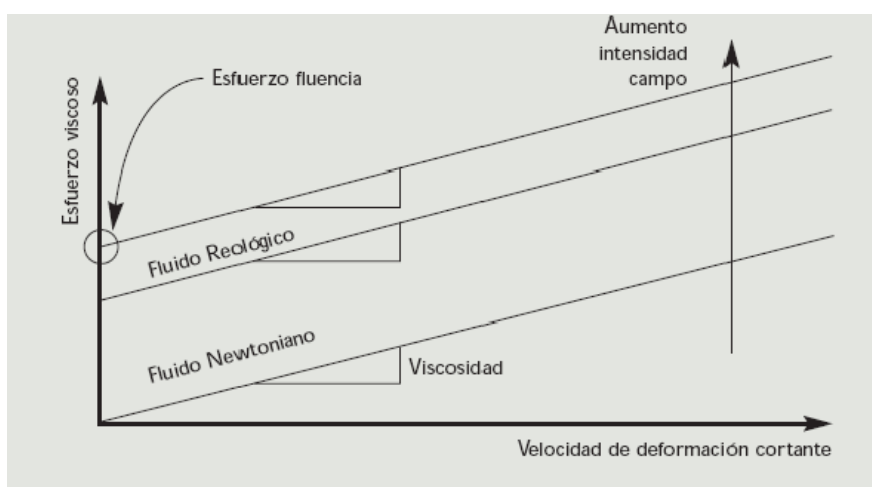 Aumento
intensidad
campo
Esfuerzo fluencia
Esfuerzo viscoso
Fluido Reológico
Fluido Newtoniano
Viscosidad
Velocidad de deformación cortante